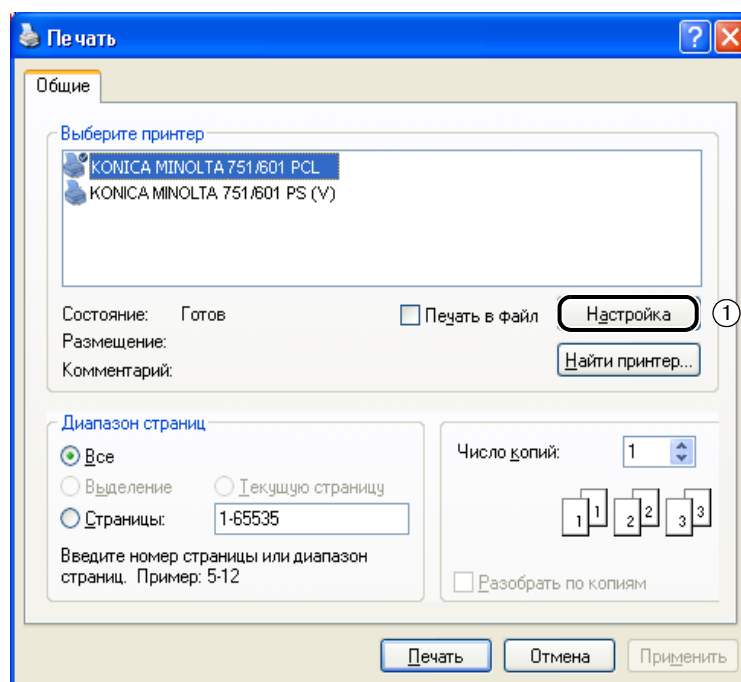 Печать
Общие
Выберите принтер
KONICA MINOLTA 751/601 PCL
KONICA MINOLTA 751/601 PS (V)
Состояние: Готов
Печать в файл
Настройка
1
Размещение:
Найти принтер...
Комментарий:
Диапазон страниц
Все
Выделение
Текущую страницу
Страницы: 1-65535
Введите номер страницы или диапазон
страниц. Пример: 5-12
Число копий: 1
1 1 2 2 3 3
Разобрать по копиям
Печать
Отмена
Применить